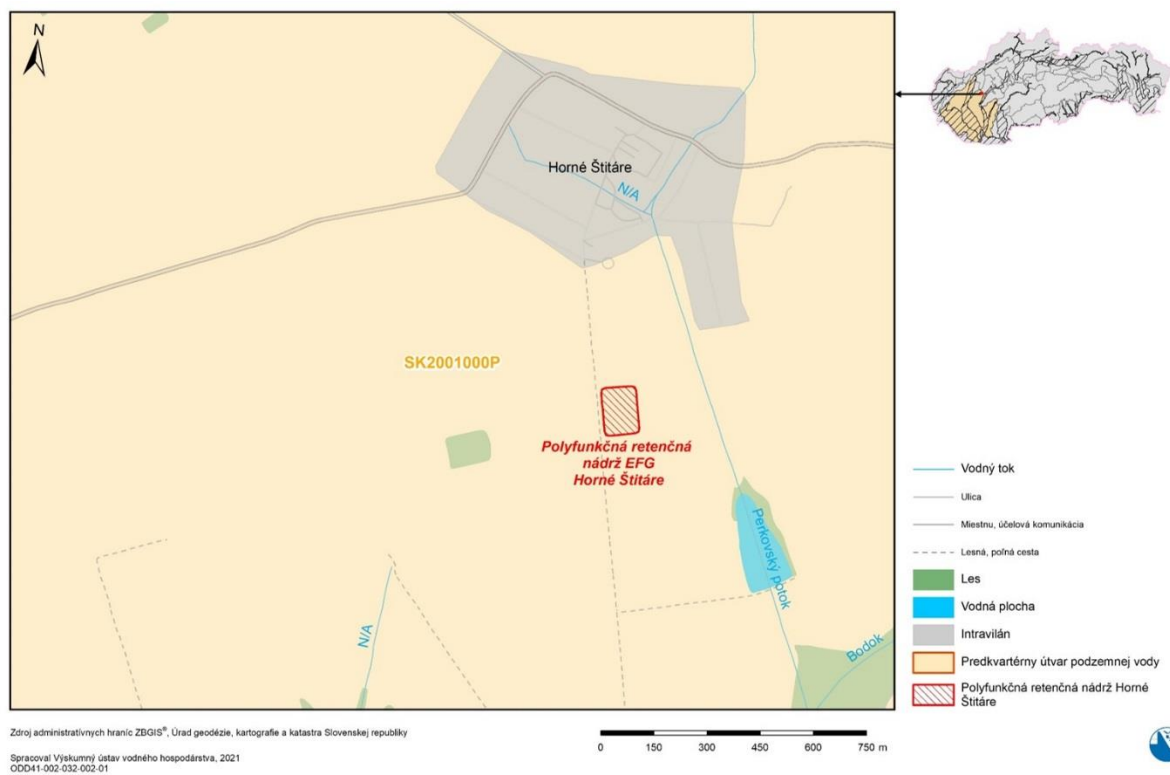 N
Horné Štitáre
N/A
SK2001000P
Polyfunkčná retenčná
nádrž EFG
Horné Štitáre
Perkovský potok
N/A
Bodok
Vodný tok
Ulica
Miestnu, účelová komunikácia
Lesná, poľná cesta
Les
Vodná plocha
Intravilán
Predkvartérny útvar podzemnej vody
Polyfunkčná retenčná nádrž Horné
Štitáre
Zdroj administratívnych hraníc ZBGIS®, Úrad geodézie, kartografie a katastra Slovenskej republiky
Spracoval Výskumný ústav vodného hospodárstva, 2021
ODD41-002-032-002-01
0 150 300 450 600 750 m